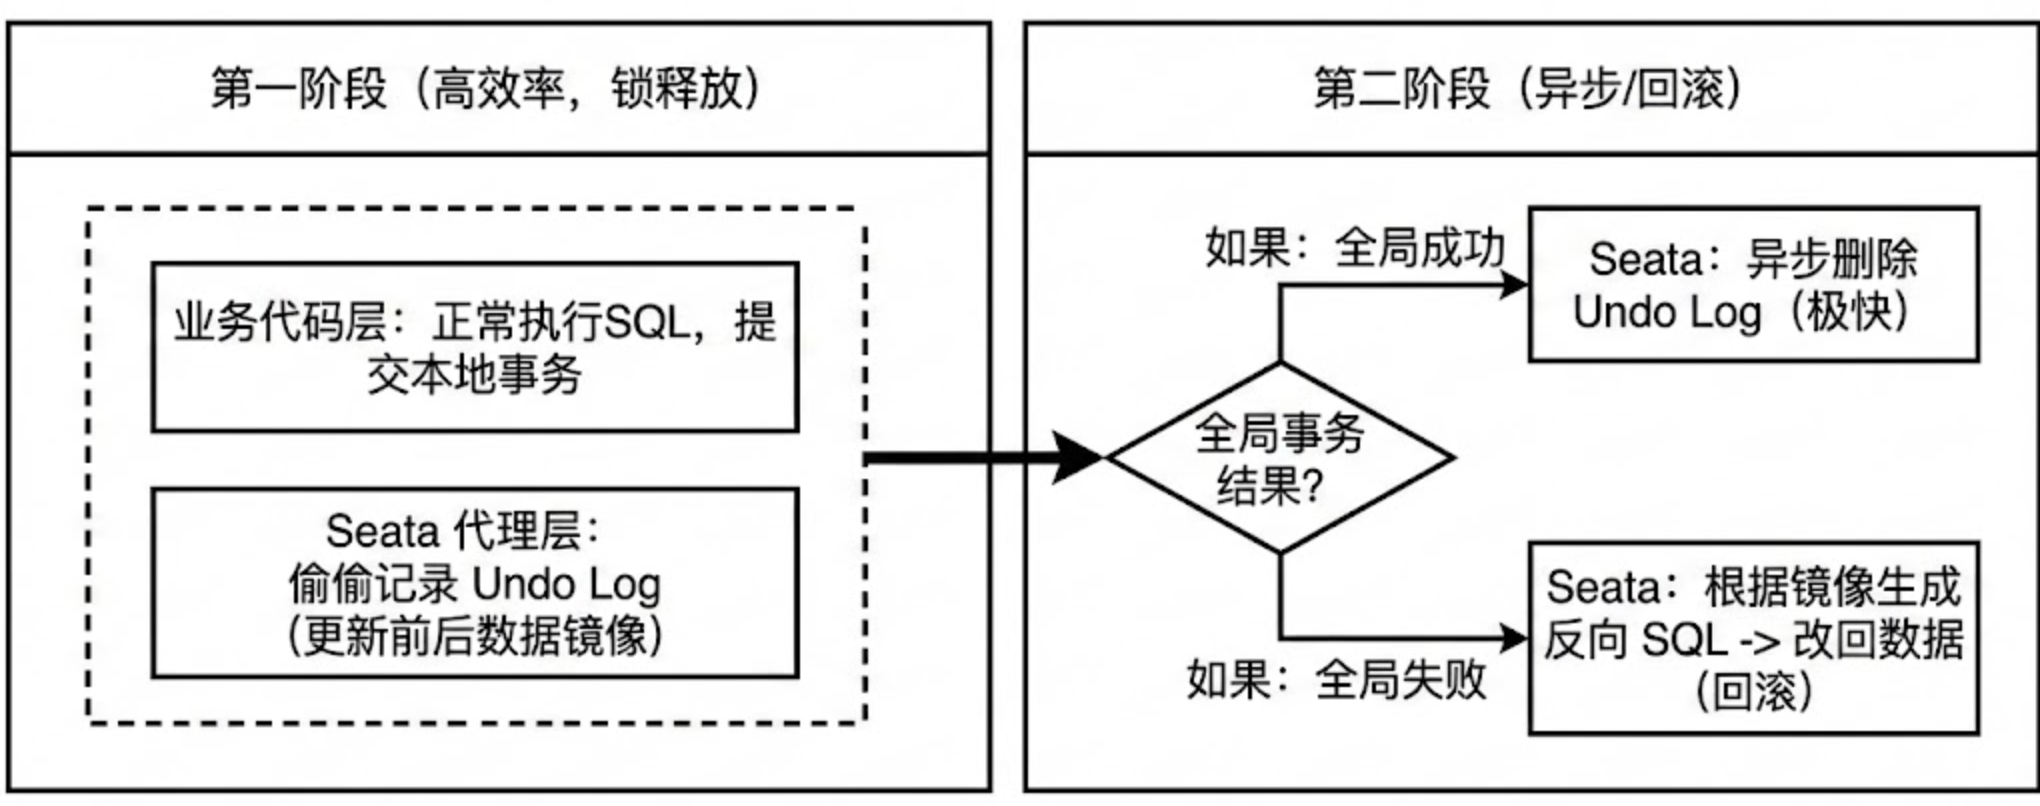 第一阶段（高效率，锁释放）
业务代码层：正常执行SQL，提
交本地事务
Seata 代理层：
偷偷记录 Undo Log
（更新前后数据镜像）
第二阶段（异步/回滚）
全局事务
结果？
如果：全局成功
Seata：异步删除
Undo Log（极快）
如果：全局失败
Seata：根据镜像生成
反向 SQL -> 改回数据
（回滚）